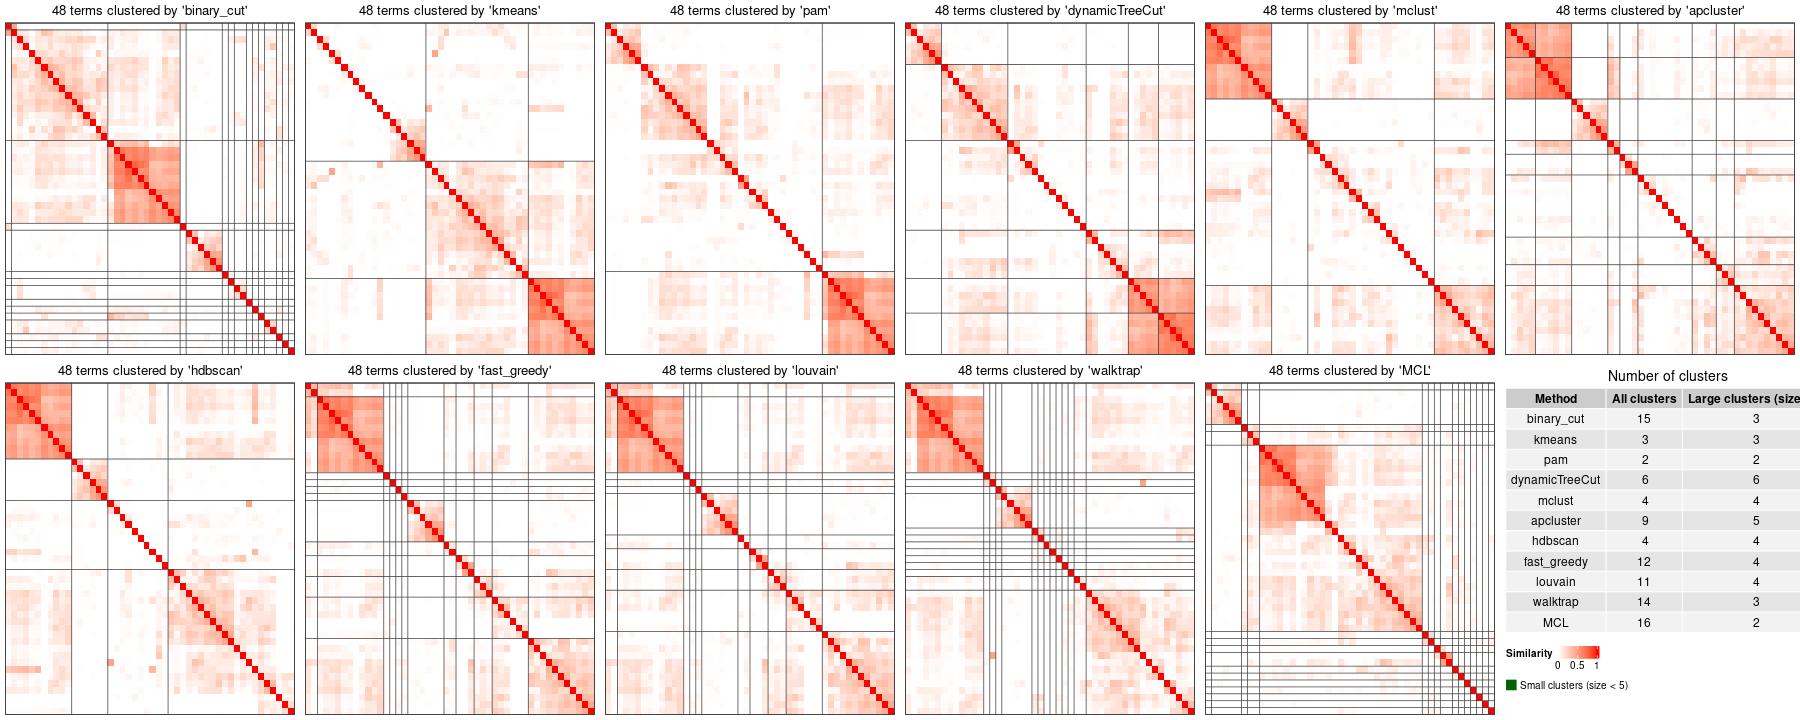 48 terms clustered by 'binary_cut'
48 terms clustered by 'kmeans'
48 terms clustered by 'pam'
48 terms clustered by 'dynamicTreeCut'
48 terms clustered by 'mclust'
48 terms clustered by 'apcluster'
48 terms clustered by 'hdbscan'
48 terms clustered by 'fast_greedy'
48 terms clustered by 'louvain'
48 terms clustered by 'walktrap'
48 terms clustered by 'MCL'
Number of clusters
Method All clusters Large clusters (size
binary_cut 15 3
kmeans 3 3
pam 2 2
dynamicTreeCut 6 6
mclust 4 4
apcluster 9 5
hdbscan 4 4
fast_greedy 12 4
louvain 11 4
walktrap 14 3
MCL 16 2
Similarity
0 0.5 1
Small clusters (size < 5)